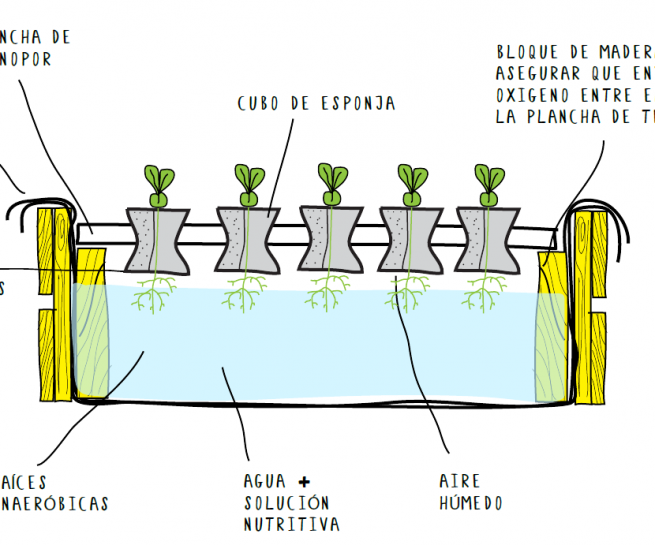 NCHA DE
NOPOR
CUBO DE ESPONJA
BLOQUE DE MADER
ASEGURAR QUE EN
OXIGENO ENTRE E
LA PLANCHA DE T
S
AÍCES
NAERÓBICAS
AGUA +
SOLUCIÓN
NUTRITIVA
AIRE
HÚMEDO